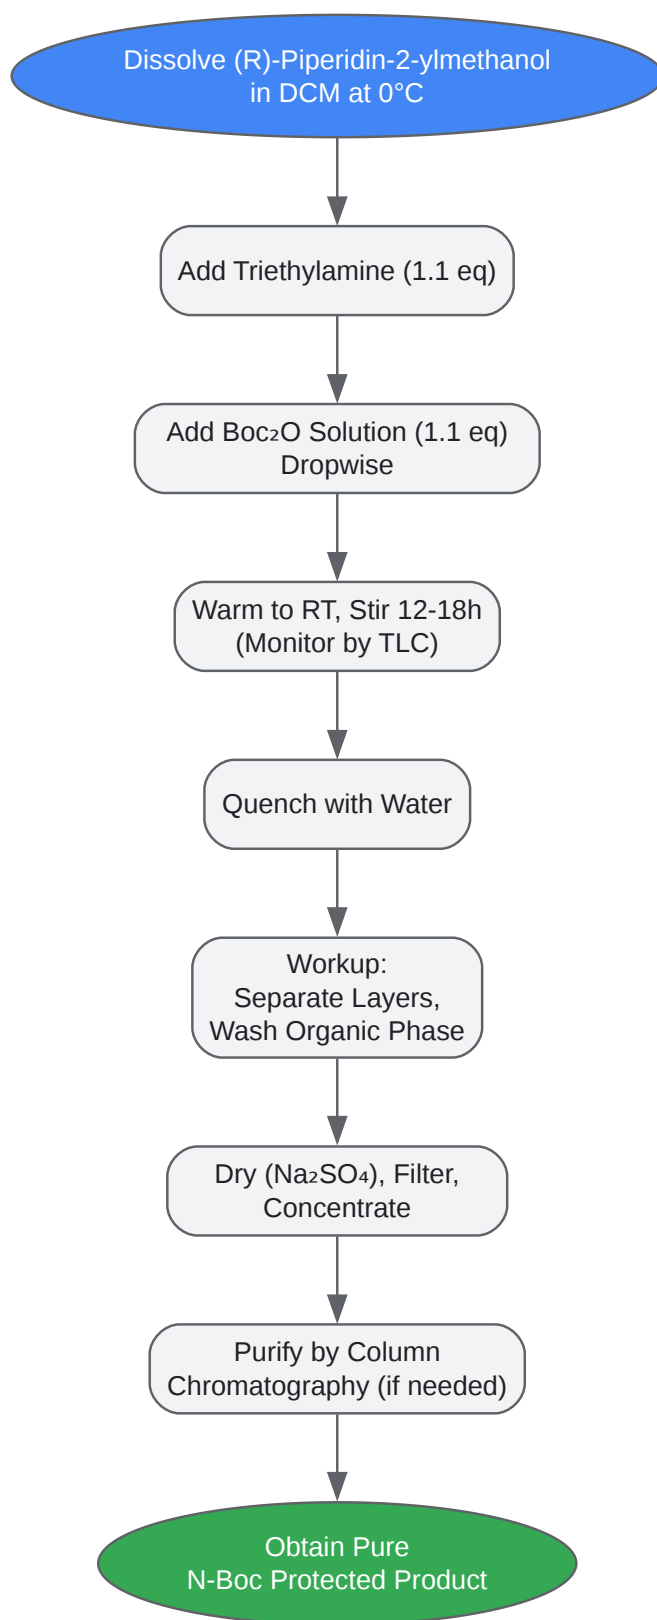 Dissolve (R)-Piperidin-2-ylmethanol
in DCM at 0°C
Add Triethylamine (1.1 eq)
Add Boc₂O Solution (1.1 eq)
Dropwise
Warm to RT, Stir 12-18h
(Monitor by TLC)
Quench with Water
Workup:
Separate Layers,
Wash Organic Phase
Dry (Na₂SO₄), Filter,
Concentrate
Purify by Column
Chromatography (if needed)
Obtain Pure
N-Boc Protected Product